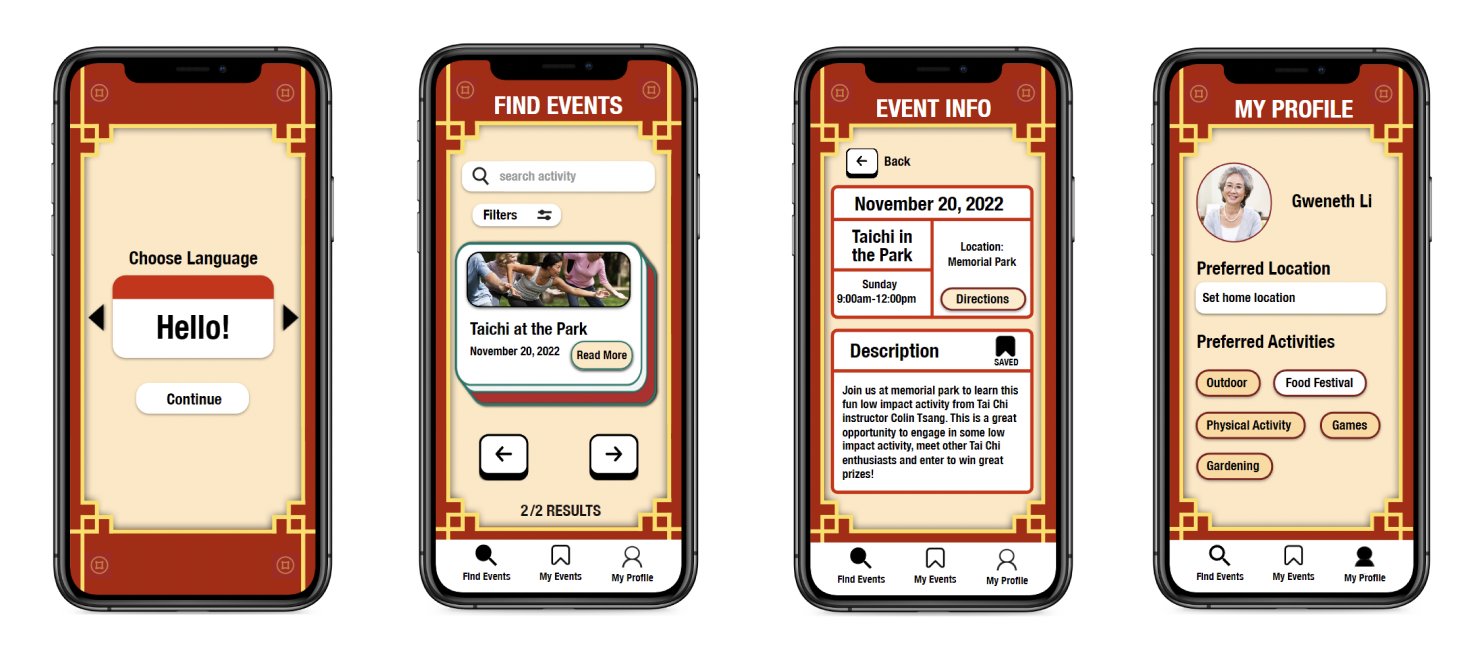 Choose Language
Hello!
Continue
FIND EVENTS
search activity
Filters
Taichi at the Park
November 20, 2022
Read More
2/2 RESULTS
Find Events
My Events
My Profile
EVENT INFO
Back
November 20, 2022
Taichi in
the Park
Sunday
9:00am-12:00pm
Location:
Memorial Park
Directions
Description
SAVED
Join us at memorial park to learn this
fun low impact activity from Tai Chi
instructor Colin Tsang. This is a great
opportunity to engage in some low
impact activity, meet other Tai Chi
enthusiasts and enter to win great
prizes!
Find Events
My Events
My Profile
MY PROFILE
Gweneth Li
Preferred Location
Set home location
Preferred Activities
Outdoor
Food Festival
Physical Activity
Games
Gardening
Find Events
My Events
My Profile